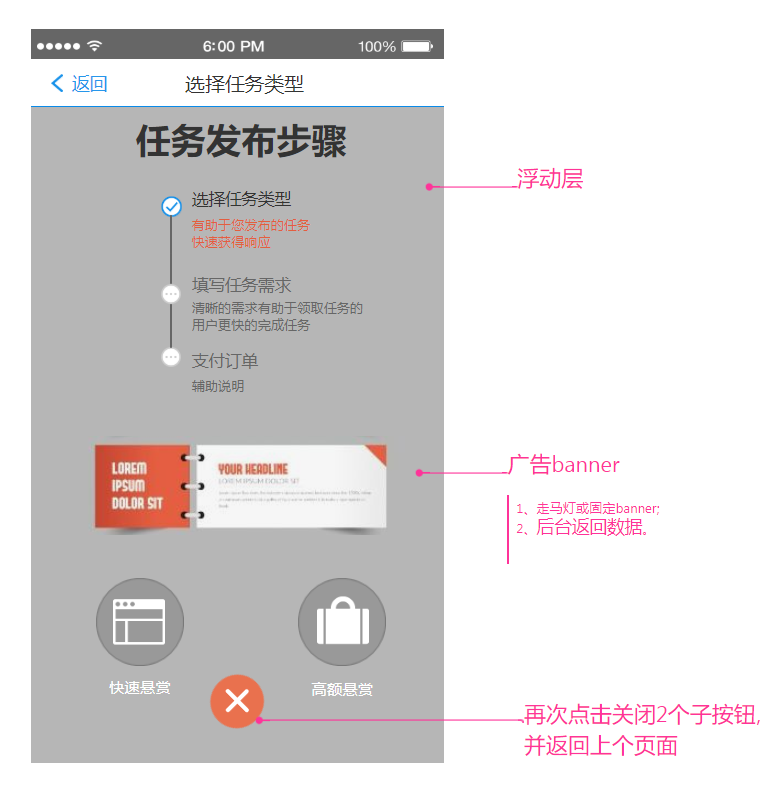 6:00 PM
100%
返回
选择任务类型
任务发布步骤
浮动层
选择任务类型
有助于您发布的任务
快速获得响应
填写任务需求
清晰的需求有助于领取任务的
用户更快的完成任务
支付订单
辅助说明
LOREM
IPSUM
DOLOR SIT
YOUR HEADLINE
LOREM IPSUM DOLOR SIT
广告banner
1、走马灯或固定banner;
2、后台返回数据。
快速悬赏
高额悬赏
再次点击关闭2个子按钮,
并返回上个页面